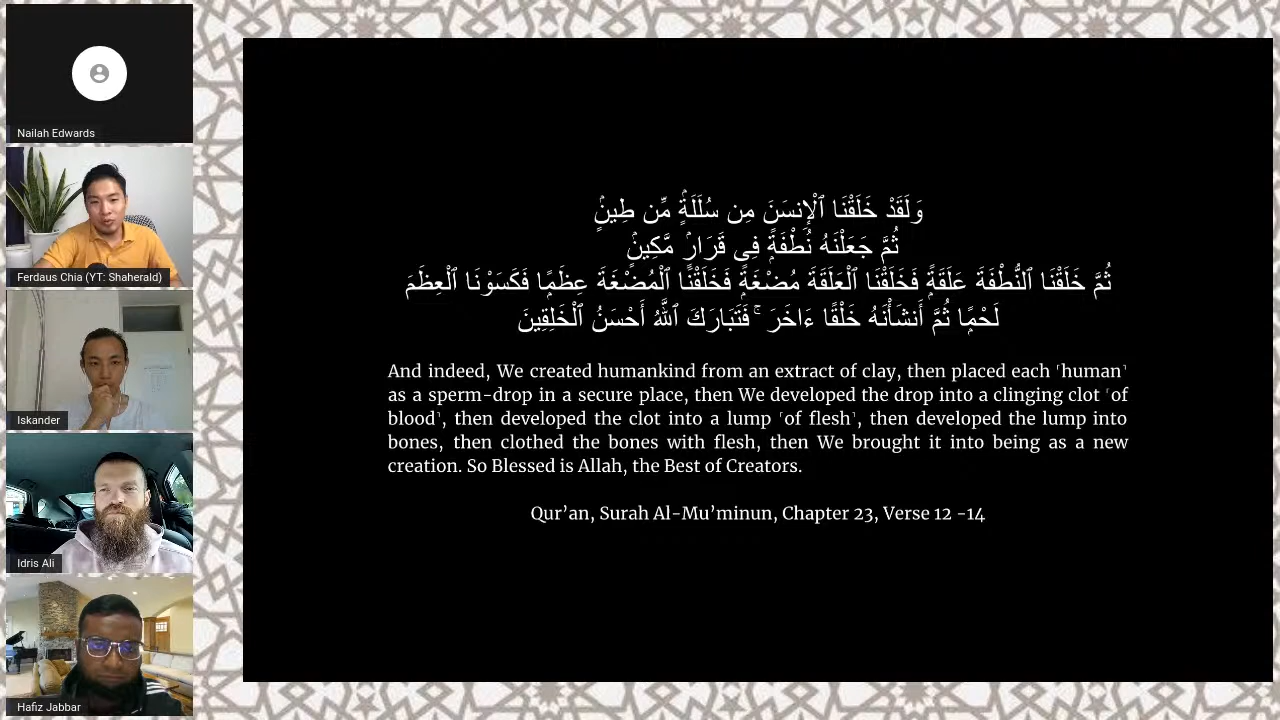 Nailah Edwards
Ferdaus Chia (YT: Shaherald)
Iskander
Idris Ali
Hafiz Jabbar
وَلَقَدْ خَلَقْنَا ٱلْإِنسَـٰنَ مِن سُلَـٰلَةٍۢ مِّن طِينٍۢ
ثُمَّ جَعَلْنَـٰهُ نُطْفَةًۭ فِى قَرَارٍۢ مَّكِينٍۢ
ثُمَّ خَلَقْنَا ٱلنُّطْفَةَ عَلَقَةًۭ فَخَلَقْنَا ٱلْعَلَقَةَ مُضْغَةًۭ فَخَلَقْنَا ٱلْمُضْغَةَ عِظَـٰمًۭا فَكَسَوْنَا ٱلْعِظَـٰمَ
لَحْمًۭا ثُمَّ أَنشَأْنَـٰهُ خَلْقًا ءَاخَرَ ۚ فَتَبَارَكَ ٱللَّهُ أَحْسَنُ ٱلْخَـٰلِقِينَ
And indeed, We created humankind from an extract of clay, then placed each ˹human˺
as a sperm-drop in a secure place, then We developed the drop into a clinging clot ˹of
blood˺, then developed the clot into a lump ˹of flesh˺, then developed the lump into
bones, then clothed the bones with flesh, then We brought it into being as a new
creation. So Blessed is Allah, the Best of Creators.
Qur’an, Surah Al-Mu’minun, Chapter 23, Verse 12 -14